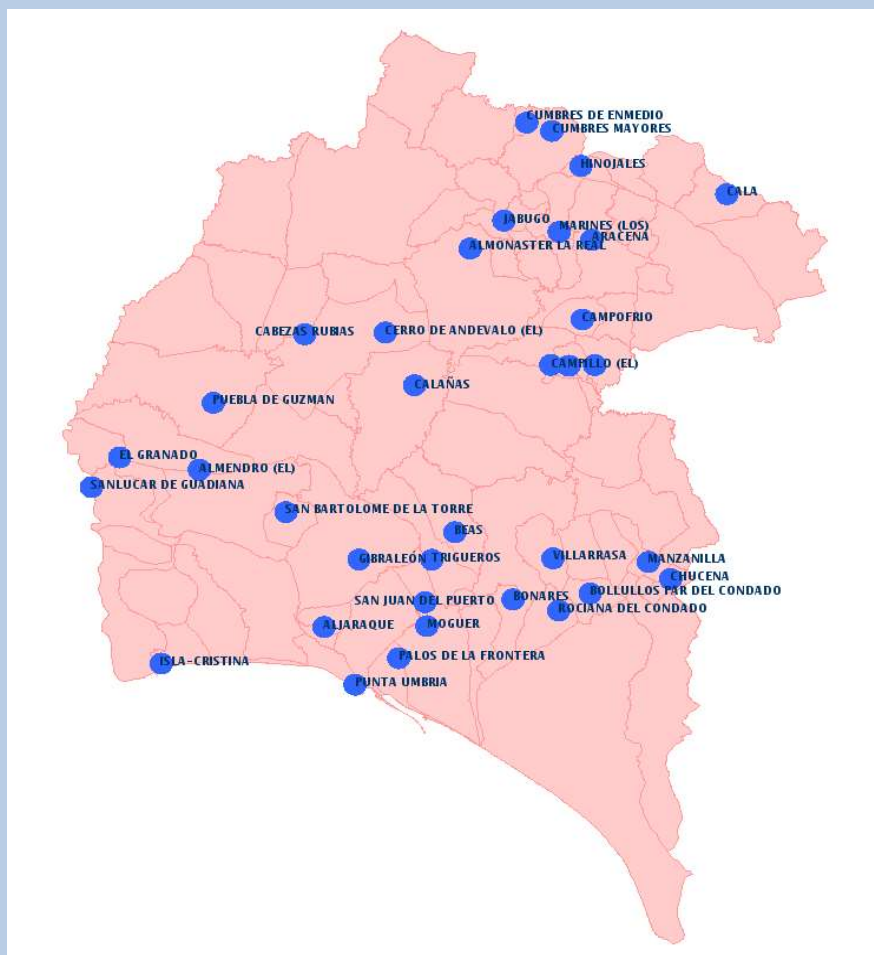 CUMBRES DE ENMEDIO
CUMBRES MAYORES
HINOJALES
CALA
JABUGO
MARINES (LOS)
ARACENA
ALMONASTER LA REAL
CAMPOFRIO
CABEZAS RUBIAS
CERRO DE ANDEVALO (EL)
CAMPILLO (EL)
CALAÑAS
PUEBLA DE GUZMAN
EL GRANADO
ALMENDRO (EL)
SANLUCAR DE GUADIANA
SAN BARTOLOME DE LA TORRE
BEAS
GIBRALEÓN
TRIGUEROS
VILLARRASA
MANZANILLA
CHUCENA
BOLLULLOS PAR DEL CONDADO
BONARES
SAN JUAN DEL PUERTO
ROCIANA DEL CONDADO
ALJARAQUE
MOGUER
PALOS DE LA FRONTERA
ISLA-CRISTINA
PUNTA UMBRIA